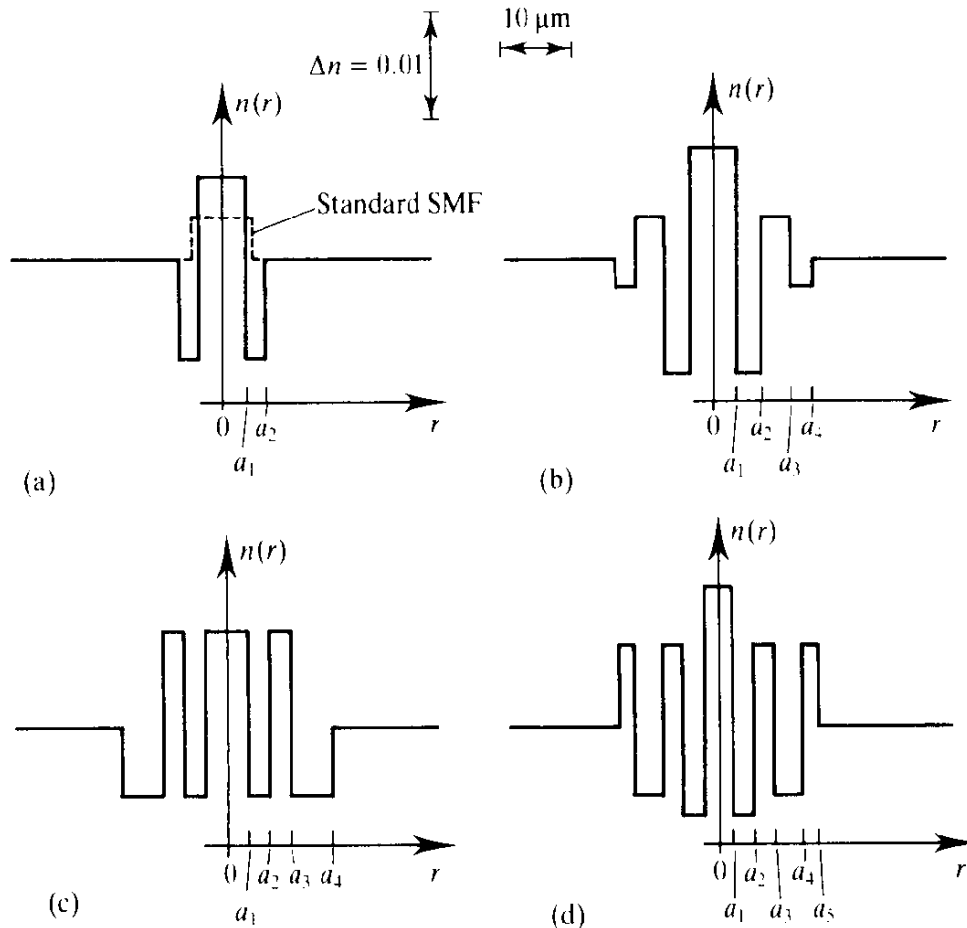 10 μm
Δn = 0.01
n(r)
Standard SMF
0
a₁
a₂
r
(a)
n(r)
0
a₁
a₂
a₃
a₄
r
(b)
n(r)
0
a₁
a₂
a₃
a₄
r
(c)
n(r)
0
a₁
a₂
a₃
a₄
a₅
r
(d)